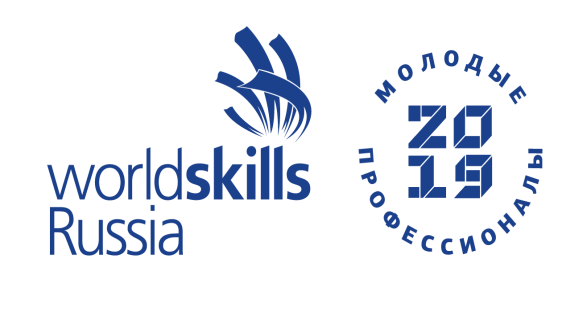 worldskills
Russia
МОЛОДЫЕ
2019
ПРОФЕССИОНАЛЫ